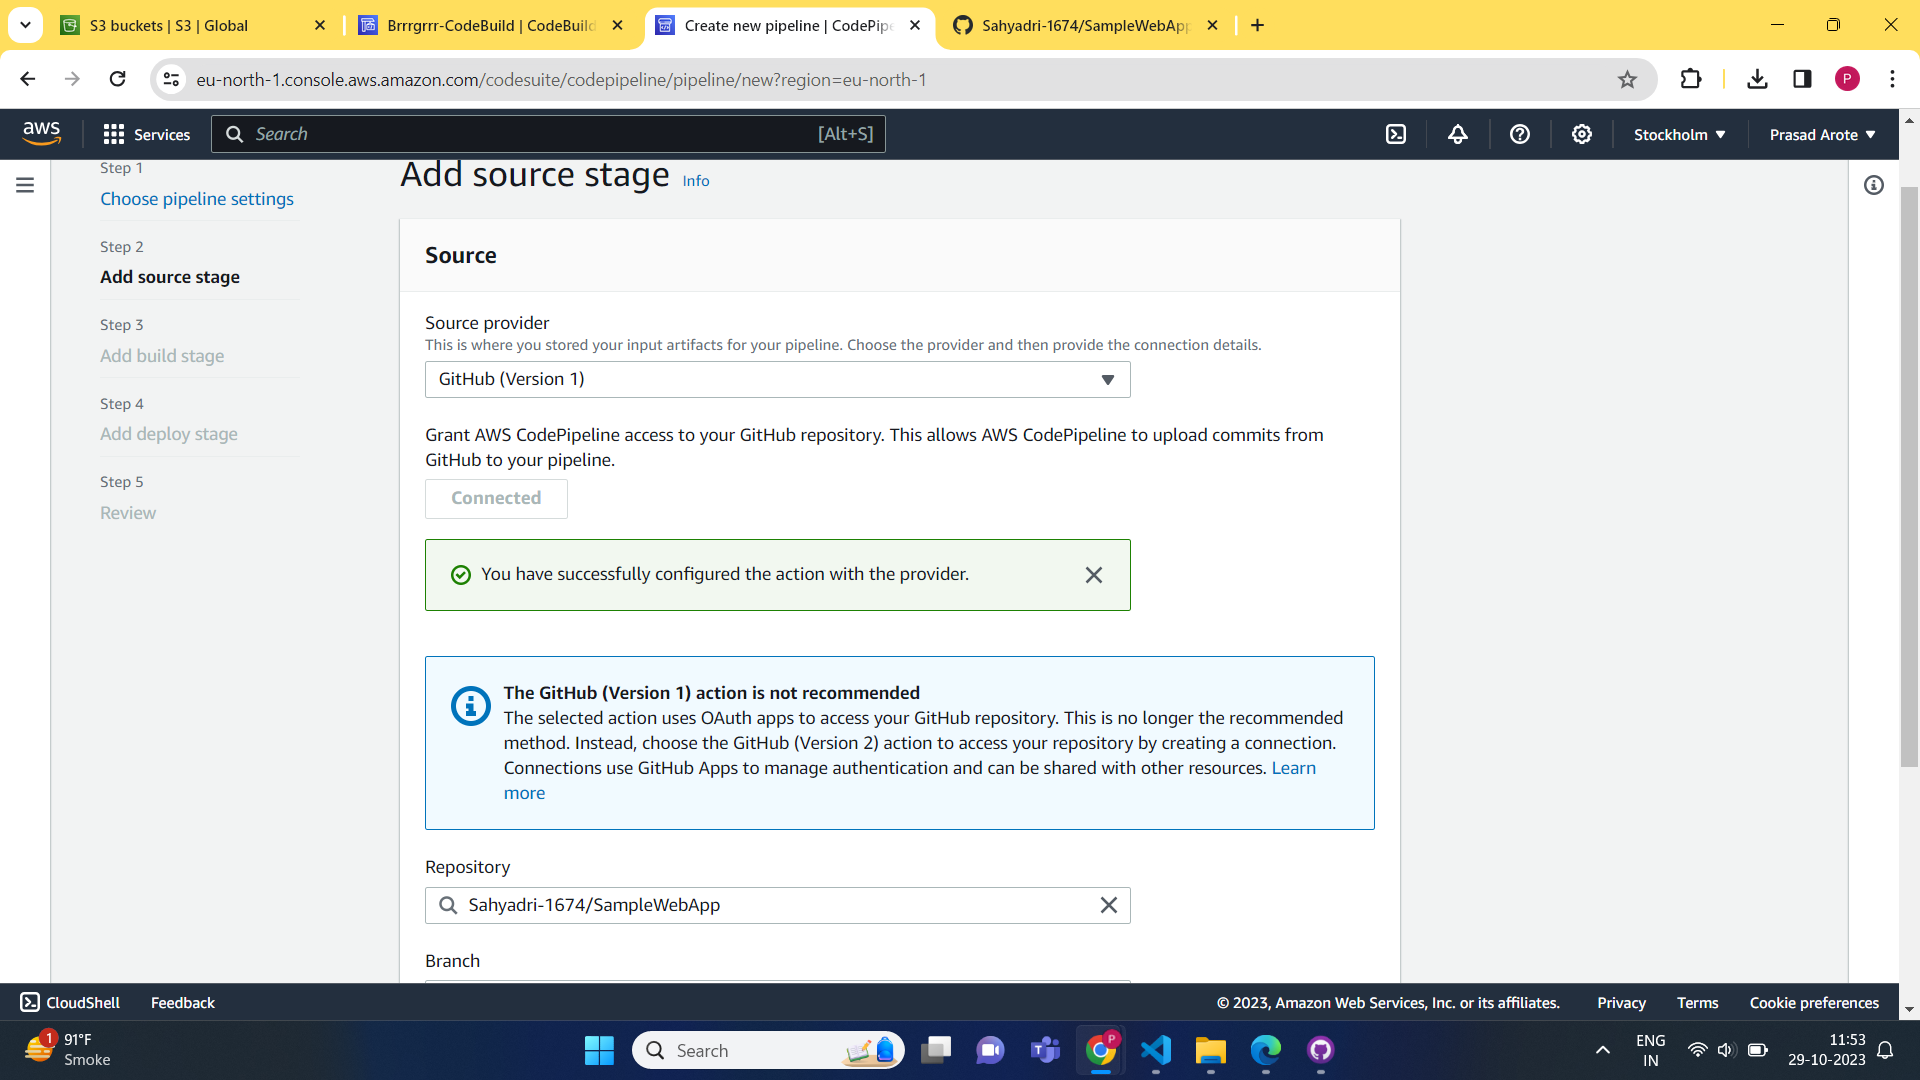 S3 buckets | S3 | Global
Brrrgrrr-CodeBuild | CodeBuild
Create new pipeline | CodePipe
Sahyadri-1674/SampleWebApp
eu-north-1.console.aws.amazon.com/codesuite/codepipeline/pipeline/new?region=eu-north-1
P
aws
Services
Search
[Alt+S]
Stockholm
Prasad Arote
Step 1
Choose pipeline settings
Step 2
Add source stage
Step 3
Add build stage
Step 4
Add deploy stage
Step 5
Review
Add source stage Info
Source
Source provider
This is where you stored your input artifacts for your pipeline. Choose the provider and then provide the connection details.
GitHub (Version 1)
Grant AWS CodePipeline access to your GitHub repository. This allows AWS CodePipeline to upload commits from
GitHub to your pipeline.
Connected
You have successfully configured the action with the provider.
The GitHub (Version 1) action is not recommended
The selected action uses OAuth apps to access your GitHub repository. This is no longer the recommended
method. Instead, choose the GitHub (Version 2) action to access your repository by creating a connection.
Connections use GitHub Apps to manage authentication and can be shared with other resources. Learn
more
Repository
Sahyadri-1674/SampleWebApp
Branch
CloudShell
Feedback
© 2023, Amazon Web Services, Inc. or its affiliates.
Privacy
Terms
Cookie preferences
1
91°F
Smoke
Search
P
ENG
IN
11:53
29-10-2023